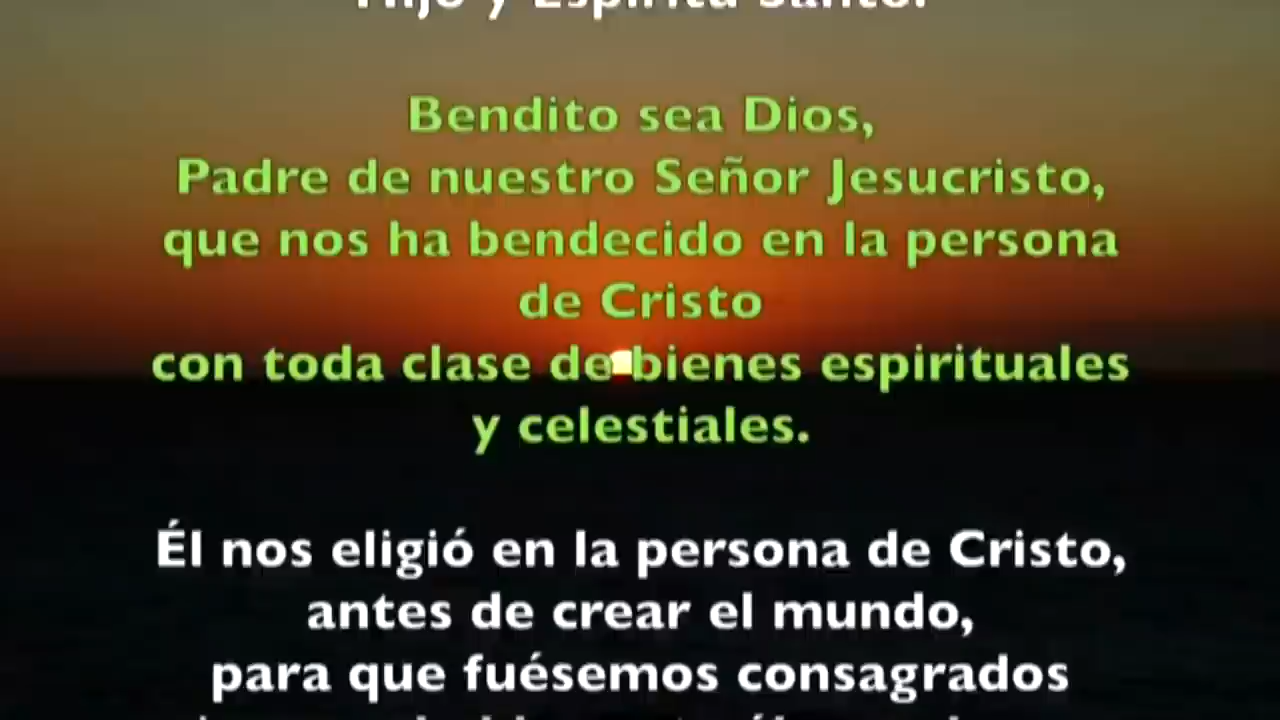 Hijo y Espíritu Santo.
Bendito sea Dios,
Padre de nuestro Señor Jesucristo,
que nos ha bendecido en la persona
de Cristo
con toda clase de bienes espirituales
y celestiales.
Él nos eligió en la persona de Cristo,
antes de crear el mundo,
para que fuésemos consagrados